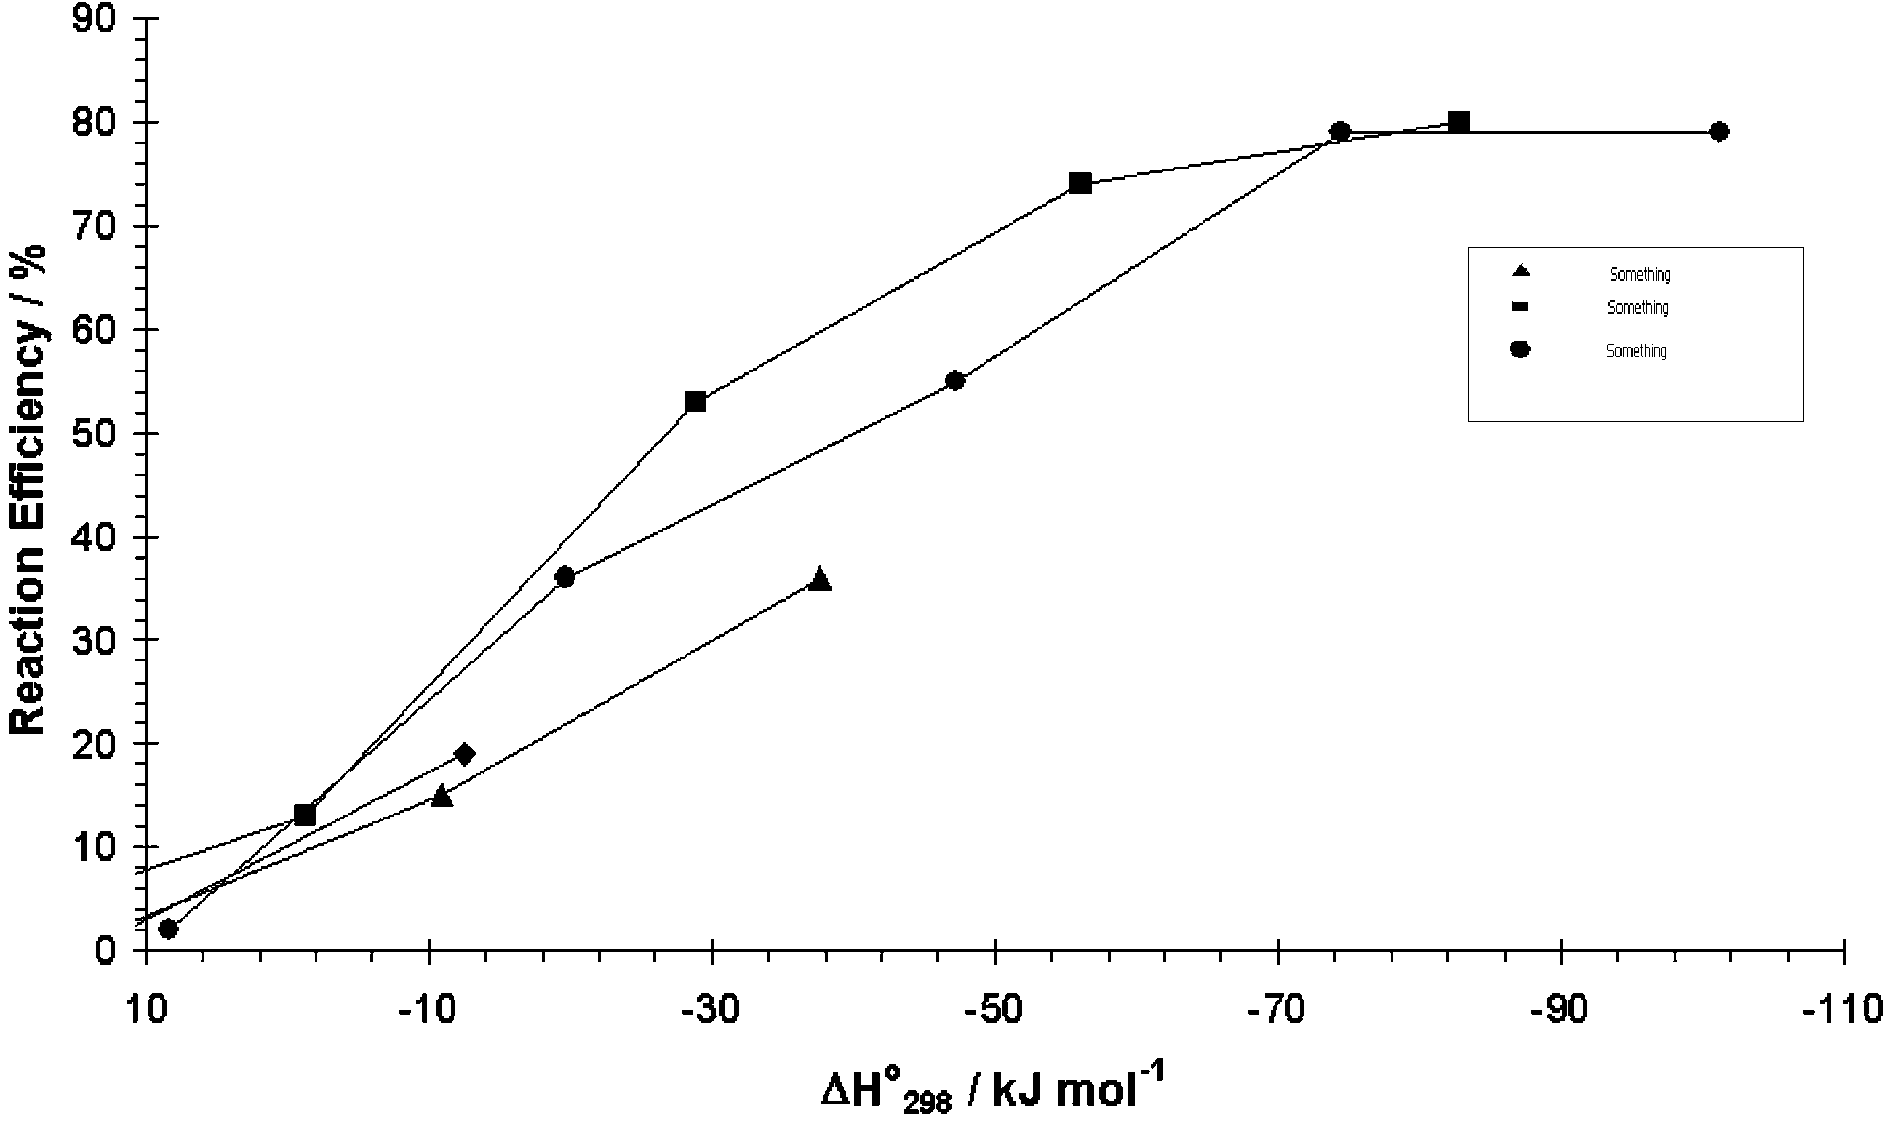 Reaction Efficiency / %
90
80
70
60
50
40
30
20
10
0
10 -10 -30 -50 -70 -90 -110
ΔH°298 / kJ mol-1
Something
Something
Something